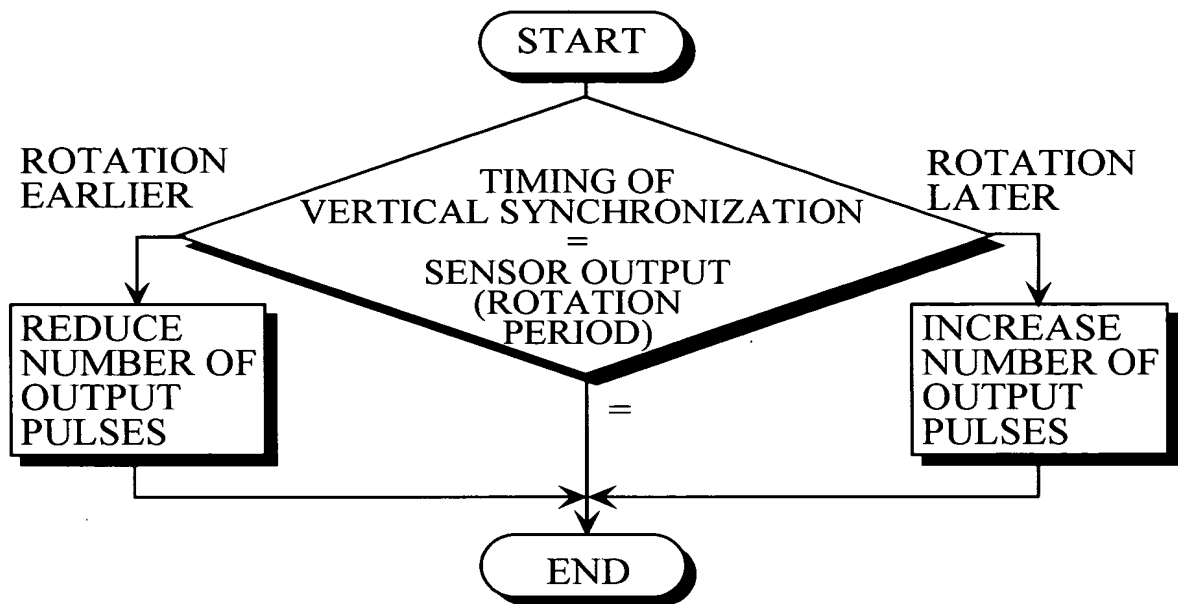 START
ROTATION
EARLIER
TIMING OF
VERTICAL SYNCHRONIZATION
=
SENSOR OUTPUT
(ROTATION
PERIOD)
ROTATION
LATER
REDUCE
NUMBER OF
OUTPUT
PULSES
=
INCREASE
NUMBER OF
OUTPUT
PULSES
END